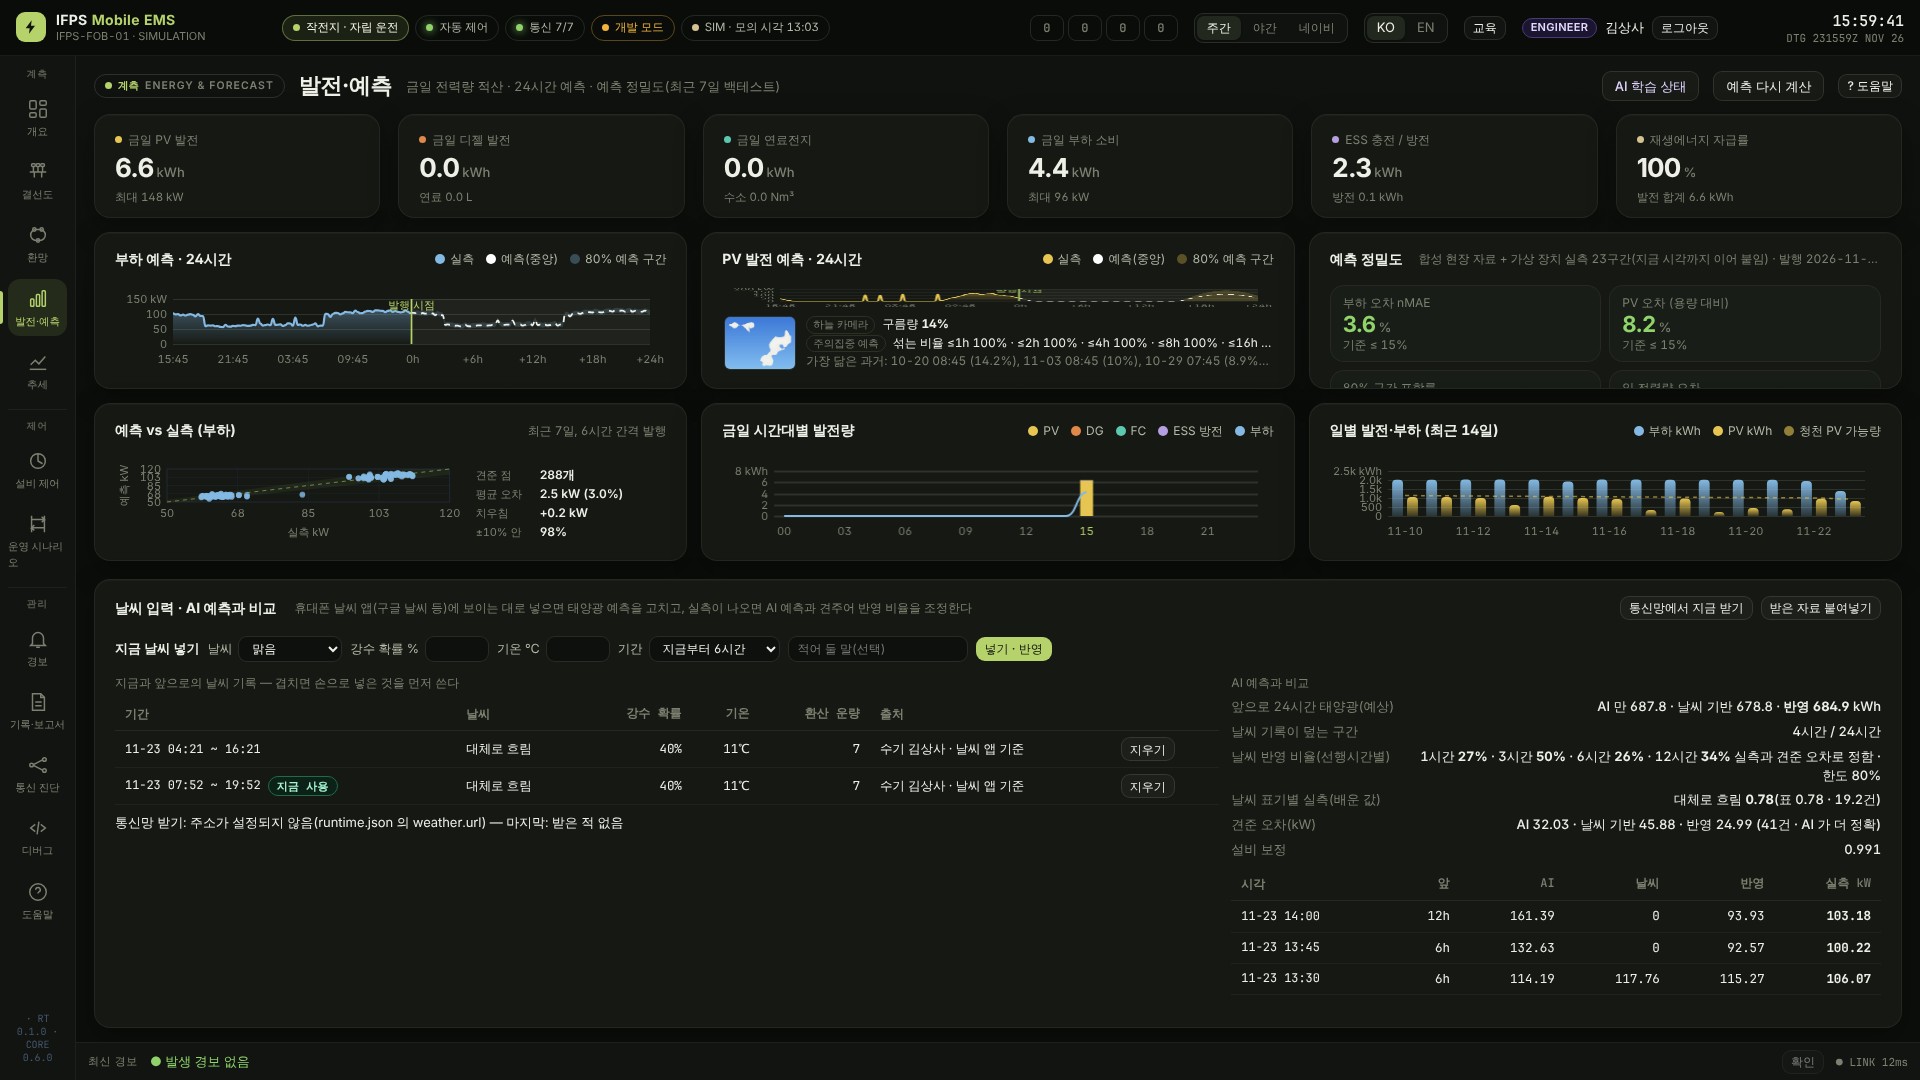 IFPS Mobile EMS
IFPS-FOB-01 · SIMULATION
작전지 · 자립 운전
자동 제어
통신 7/7
개발 모드
SIM · 모의 시각 13:03
0 0 0 0
주간 야간 네이비
KO EN
교육
ENGINEER 김상사 로그아웃
15:59:41
DTG 231559Z NOV 26
계측
개요
결선도
환망
발전·예측
추세
제어
설비 제어
운영 시나리오
관리
경보
기록·보고서
통신 진단
디버그
도움말
· RT 0.1.0 · CORE 0.6.0
계측 ENERGY & FORECAST
발전·예측
금일 전력량 적산 · 24시간 예측 · 예측 정밀도(최근 7일 백테스트)
AI 학습 상태
예측 다시 계산
? 도움말
금일 PV 발전
6.6 kWh
최대 148 kW
금일 디젤 발전
0.0 kWh
연료 0.0 L
금일 연료전지
0.0 kWh
수소 0.0 Nm³
금일 부하 소비
4.4 kWh
최대 96 kW
ESS 충전 / 방전
2.3 kWh
방전 0.1 kWh
재생에너지 자급률
100 %
발전 합계 6.6 kWh
부하 예측 · 24시간
실측 예측(중앙) 80% 예측 구간
150 kW
100
50
0
발행 시점
15:45 21:45 03:45 09:45 0h +6h +12h +18h +24h
PV 발전 예측 · 24시간
실측 예측(중앙) 80% 예측 구간
하늘 카메라 구름량 14%
주의집중 예측 섞는 비율 ≤1h 100% · ≤2h 100% · ≤4h 100% · ≤8h 100% · ≤16h ...
가장 닮은 과거: 10-20 08:45 (14.2%), 11-03 08:45 (10%), 10-29 07:45 (8.9%...
예측 정밀도
합성 현장 자료 + 가상 장치 실측 23구간(지금 시각까지 이어 붙임) · 발행 2026-11-...
부하 오차 nMAE
3.6 %
기준 ≤ 15%
PV 오차 (용량 대비)
8.2 %
기준 ≤ 15%
예측 vs 실측 (부하)
최근 7일, 6시간 간격 발행
예측 kW
120
103
85
68
50
50 68 85 103 120
실측 kW
견준 점 288개
평균 오차 2.5 kW (3.0%)
치우침 +0.2 kW
±10% 안 98%
금일 시간대별 발전량
PV DG FC ESS 방전 부하
8 kWh
6
4
2
0
00 03 06 09 12 15 18 21
일별 발전·부하 (최근 14일)
부하 kWh PV kWh 청천 PV 가능량
2.5k kWh
2.0k
1.5k
1.0k
500
0
11-10 11-12 11-14 11-16 11-18 11-20 11-22
날씨 입력 · AI 예측과 비교
휴대폰 날씨 앱(구글 날씨 등)에 보이는 대로 넣으면 태양광 예측을 고치고, 실측이 나오면 AI 예측과 견주어 반영 비율을 조정한다
통신망에서 지금 받기
받은 자료 붙여넣기
지금 날씨 넣기 날씨 맑음 강수 확률 % 기온 ℃ 기간 지금부터 6시간 적어 둘 말(선택) 넣기 · 반영
지금과 앞으로의 날씨 기록 — 겹치면 손으로 넣은 것을 먼저 쓴다
기간 날씨 강수 확률 기온 환산 운량 출처
11-23 04:21 ~ 16:21 대체로 흐림 40% 11℃ 7 수기 김상사 · 날씨 앱 기준 지우기
11-23 07:52 ~ 19:52 지금 사용 대체로 흐림 40% 11℃ 7 수기 김상사 · 날씨 앱 기준 지우기
통신망 받기: 주소가 설정되지 않음(runtime.json 의 weather.url) — 마지막: 받은 적 없음
AI 예측과 비교
앞으로 24시간 태양광(예상) AI 만 687.8 · 날씨 기반 678.8 · 반영 684.9 kWh
날씨 기록이 덮는 구간 4시간 / 24시간
날씨 반영 비율(선행시간별) 1시간 27% · 3시간 50% · 6시간 26% · 12시간 34% 실측과 견준 오차로 정함 ·
한도 80%
날씨 표기별 실측(배운 값) 대체로 흐림 0.78(표 0.78 · 19.2건)
견준 오차(kW) AI 32.03 · 날씨 기반 45.88 · 반영 24.99 (41건 · AI 가 더 정확)
설비 보정 0.991
시각 앞 AI 날씨 반영 실측 kW
11-23 14:00 12h 161.39 0 93.93 103.18
11-23 13:45 6h 132.63 0 92.57 100.22
11-23 13:30 6h 114.19 117.76 115.27 106.07
최신 경보 발생 경보 없음
확인
LINK 12ms